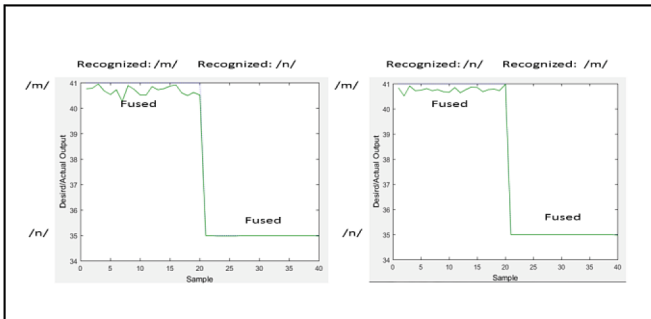 Recognized: /m/ Recognized: /n/
/m/
/n/
41
40
39
38
37
36
35
34
0
5
10
15
20
25
30
35
40
Fused
Fused
Desird/Actual Output
Sample
Recognized: /n/ Recognized: /m/
/m/
/n/
41
40
39
38
37
36
35
34
0
5
10
15
20
25
30
35
40
Fused
Fused
Desird/Actual Output
Sample